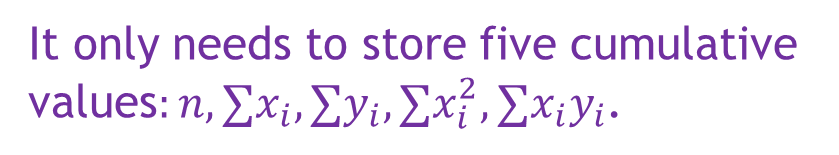 It only needs to store five cumulative
values: n, ∑xᵢ, ∑yᵢ, ∑xᵢ², ∑xᵢyᵢ.